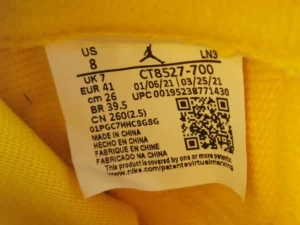 US
8
LN3
UK 7
CT8527-700
EUR 41
01/06/21 03/25/21
cm 26
UPC 00195238771430
BR 39.5
CN 260(2.5)
01PGC7HHCSGSG
MADE IN CHINA
HECHO EN CHINA
FABRIQUE EN CHINE
FABRICADO NA CHINA
This product is covered by one or more patents. See
www.nike.com/patents